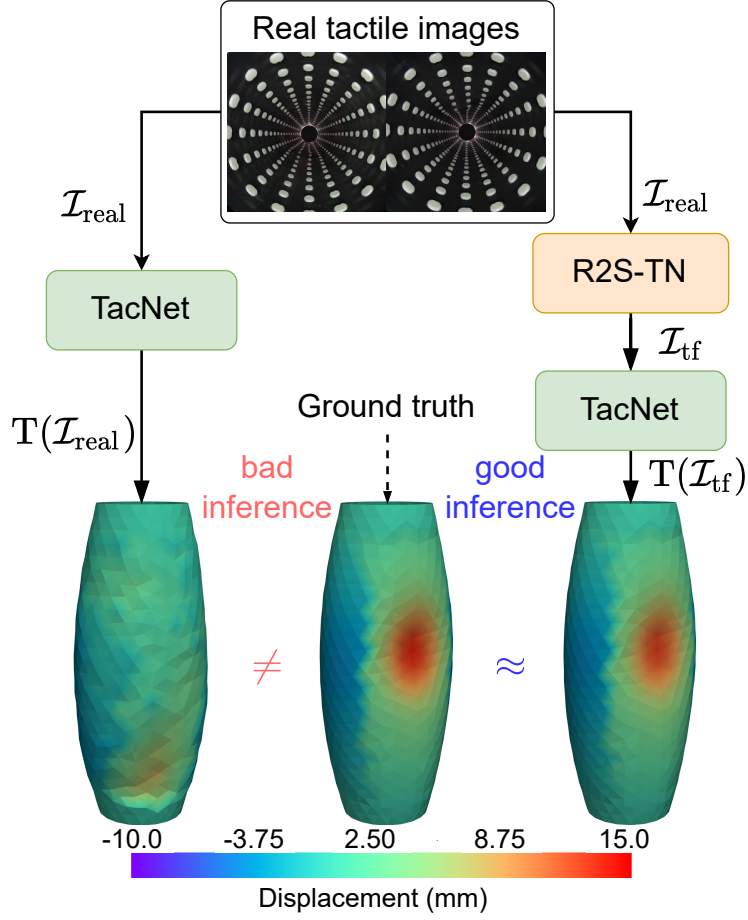 Real tactile images
ℐ_real
ℐ_real
TacNet
R2S-TN
ℐ_tf
TacNet
T(ℐ_real)
Ground truth
T(ℐ_tf)
bad
inference
good
inference
≠
≈
-10.0 -3.75 2.50 8.75 15.0
Displacement (mm)